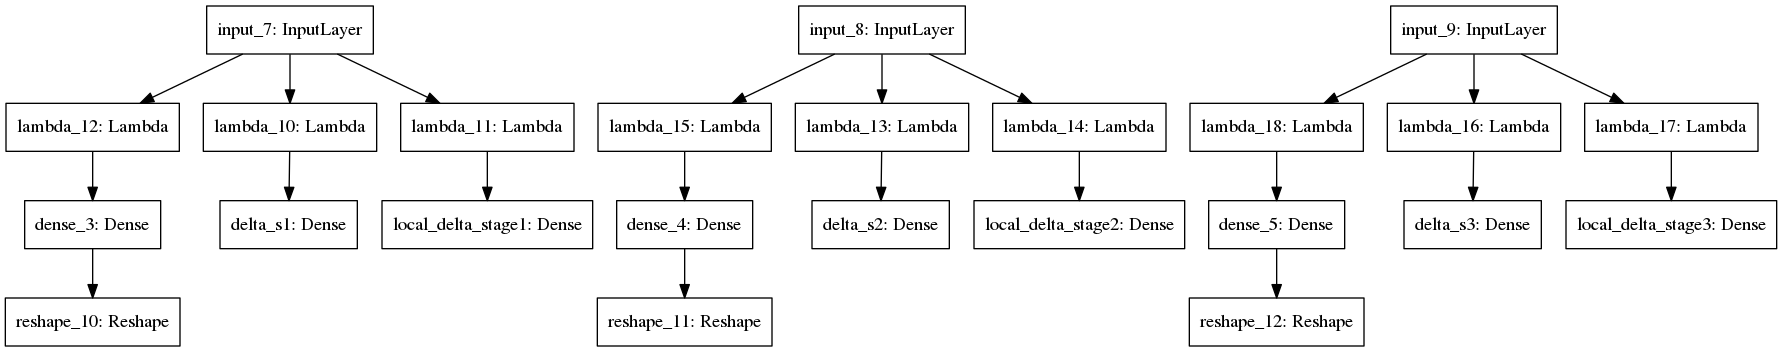 input_7: InputLayer
input_8: InputLayer
input_9: InputLayer
lambda_12: Lambda
lambda_10: Lambda
lambda_11: Lambda
lambda_15: Lambda
lambda_13: Lambda
lambda_14: Lambda
lambda_18: Lambda
lambda_16: Lambda
lambda_17: Lambda
dense_3: Dense
delta_s1: Dense
local_delta_stage1: Dense
dense_4: Dense
delta_s2: Dense
local_delta_stage2: Dense
dense_5: Dense
delta_s3: Dense
local_delta_stage3: Dense
reshape_10: Reshape
reshape_11: Reshape
reshape_12: Reshape